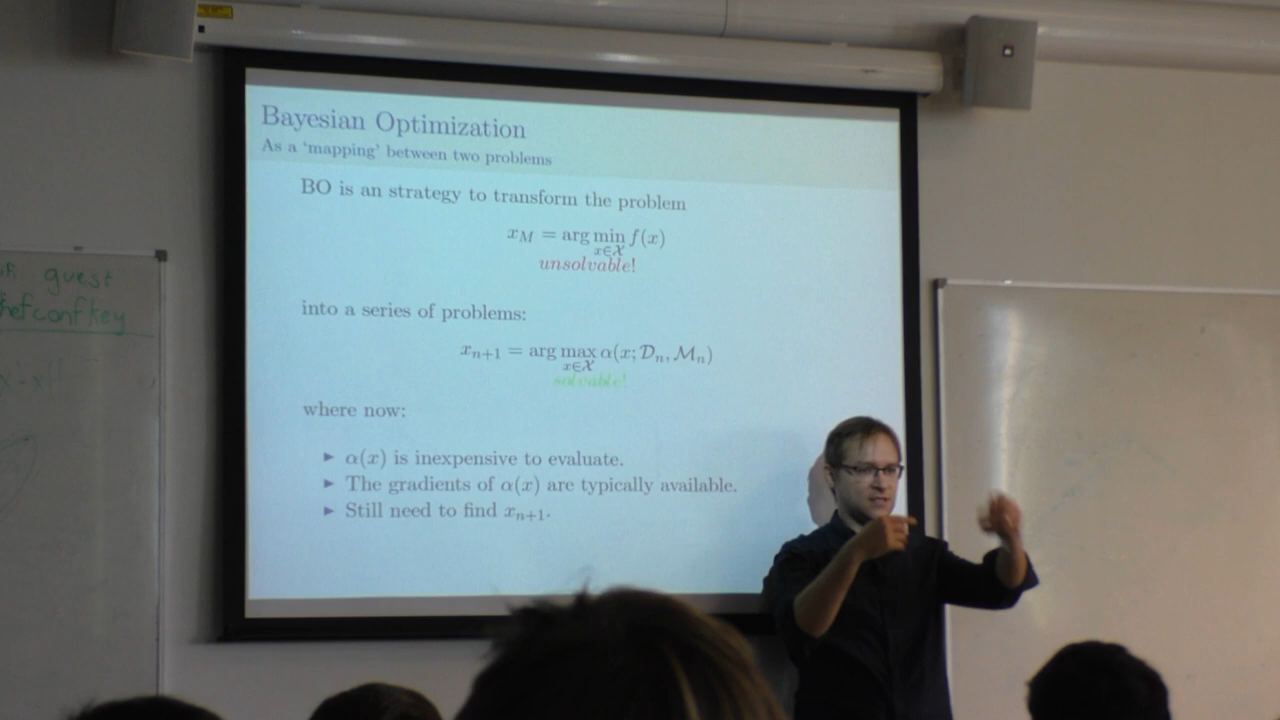 Bayesian Optimization
As a 'mapping' between two problems
BO is an strategy to transform the problem
x_M = arg min f(x)
x∈𝒳
unsolvable!
into a series of problems:
x_{n+1} = arg max α(x; 𝒟_n, ℳ_n)
x∈𝒳
solvable!
where now:
► α(x) is inexpensive to evaluate.
► The gradients of α(x) are typically available.
► Still need to find x_{n+1}.
guest